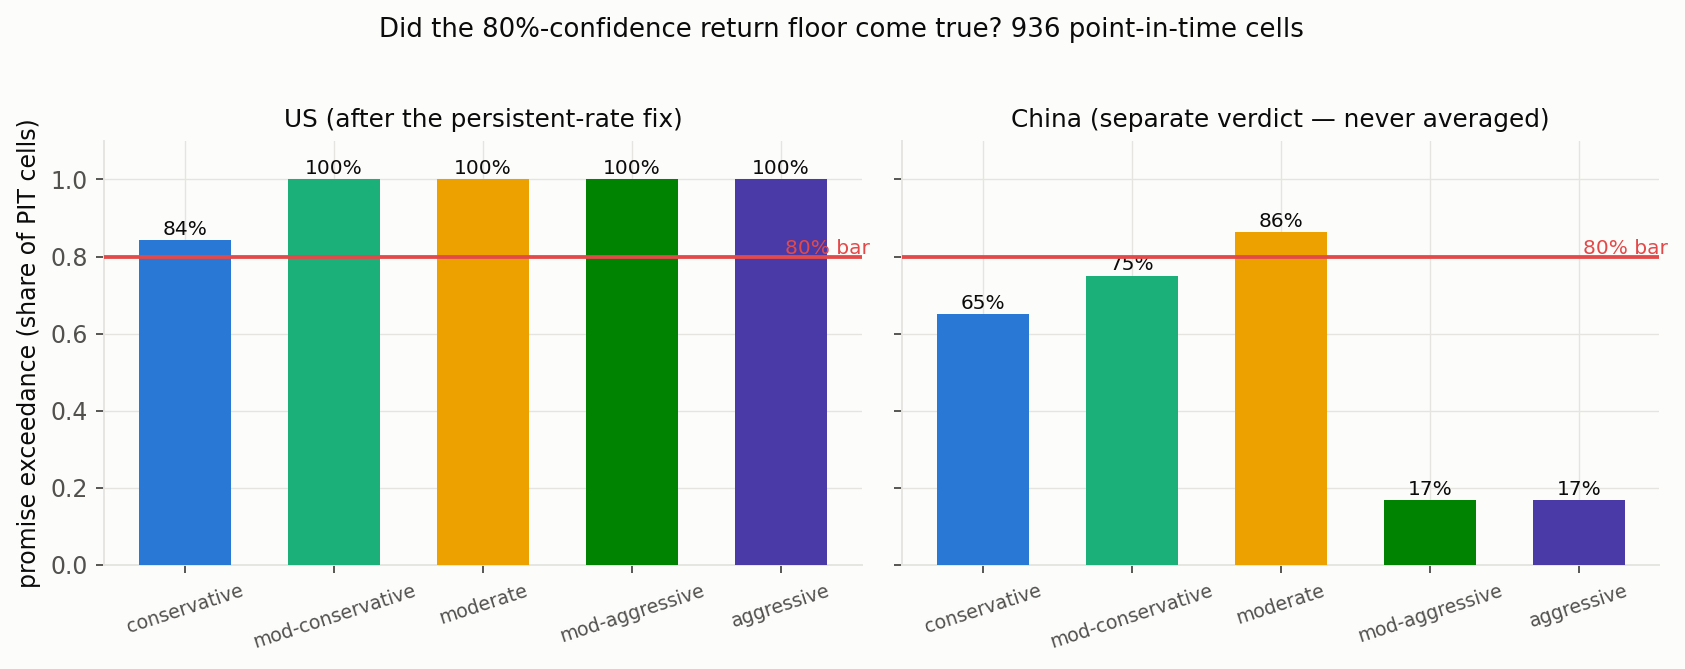 Did the 80%-confidence return floor come true? 936 point-in-time cells
US (after the persistent-rate fix)
promise exceedance (share of PIT cells)
1.0
0.8
0.6
0.4
0.2
0.0
84%
100%
100%
100%
100%
80% bar
conservative
mod-conservative
moderate
mod-aggressive
aggressive
China (separate verdict — never averaged)
65%
75%
86%
17%
17%
80% bar
conservative
mod-conservative
moderate
mod-aggressive
aggressive